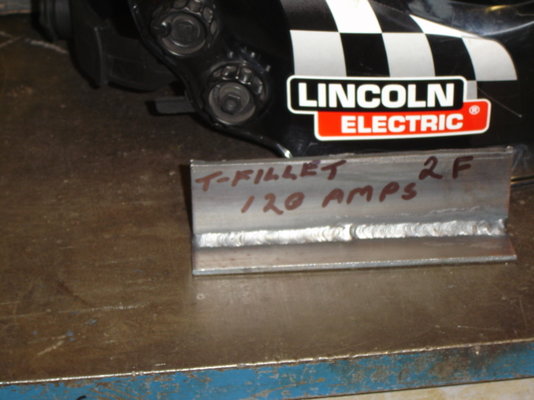 LINCOLN
ELECTRIC ®
T-FILLET 2F
120 AMPS